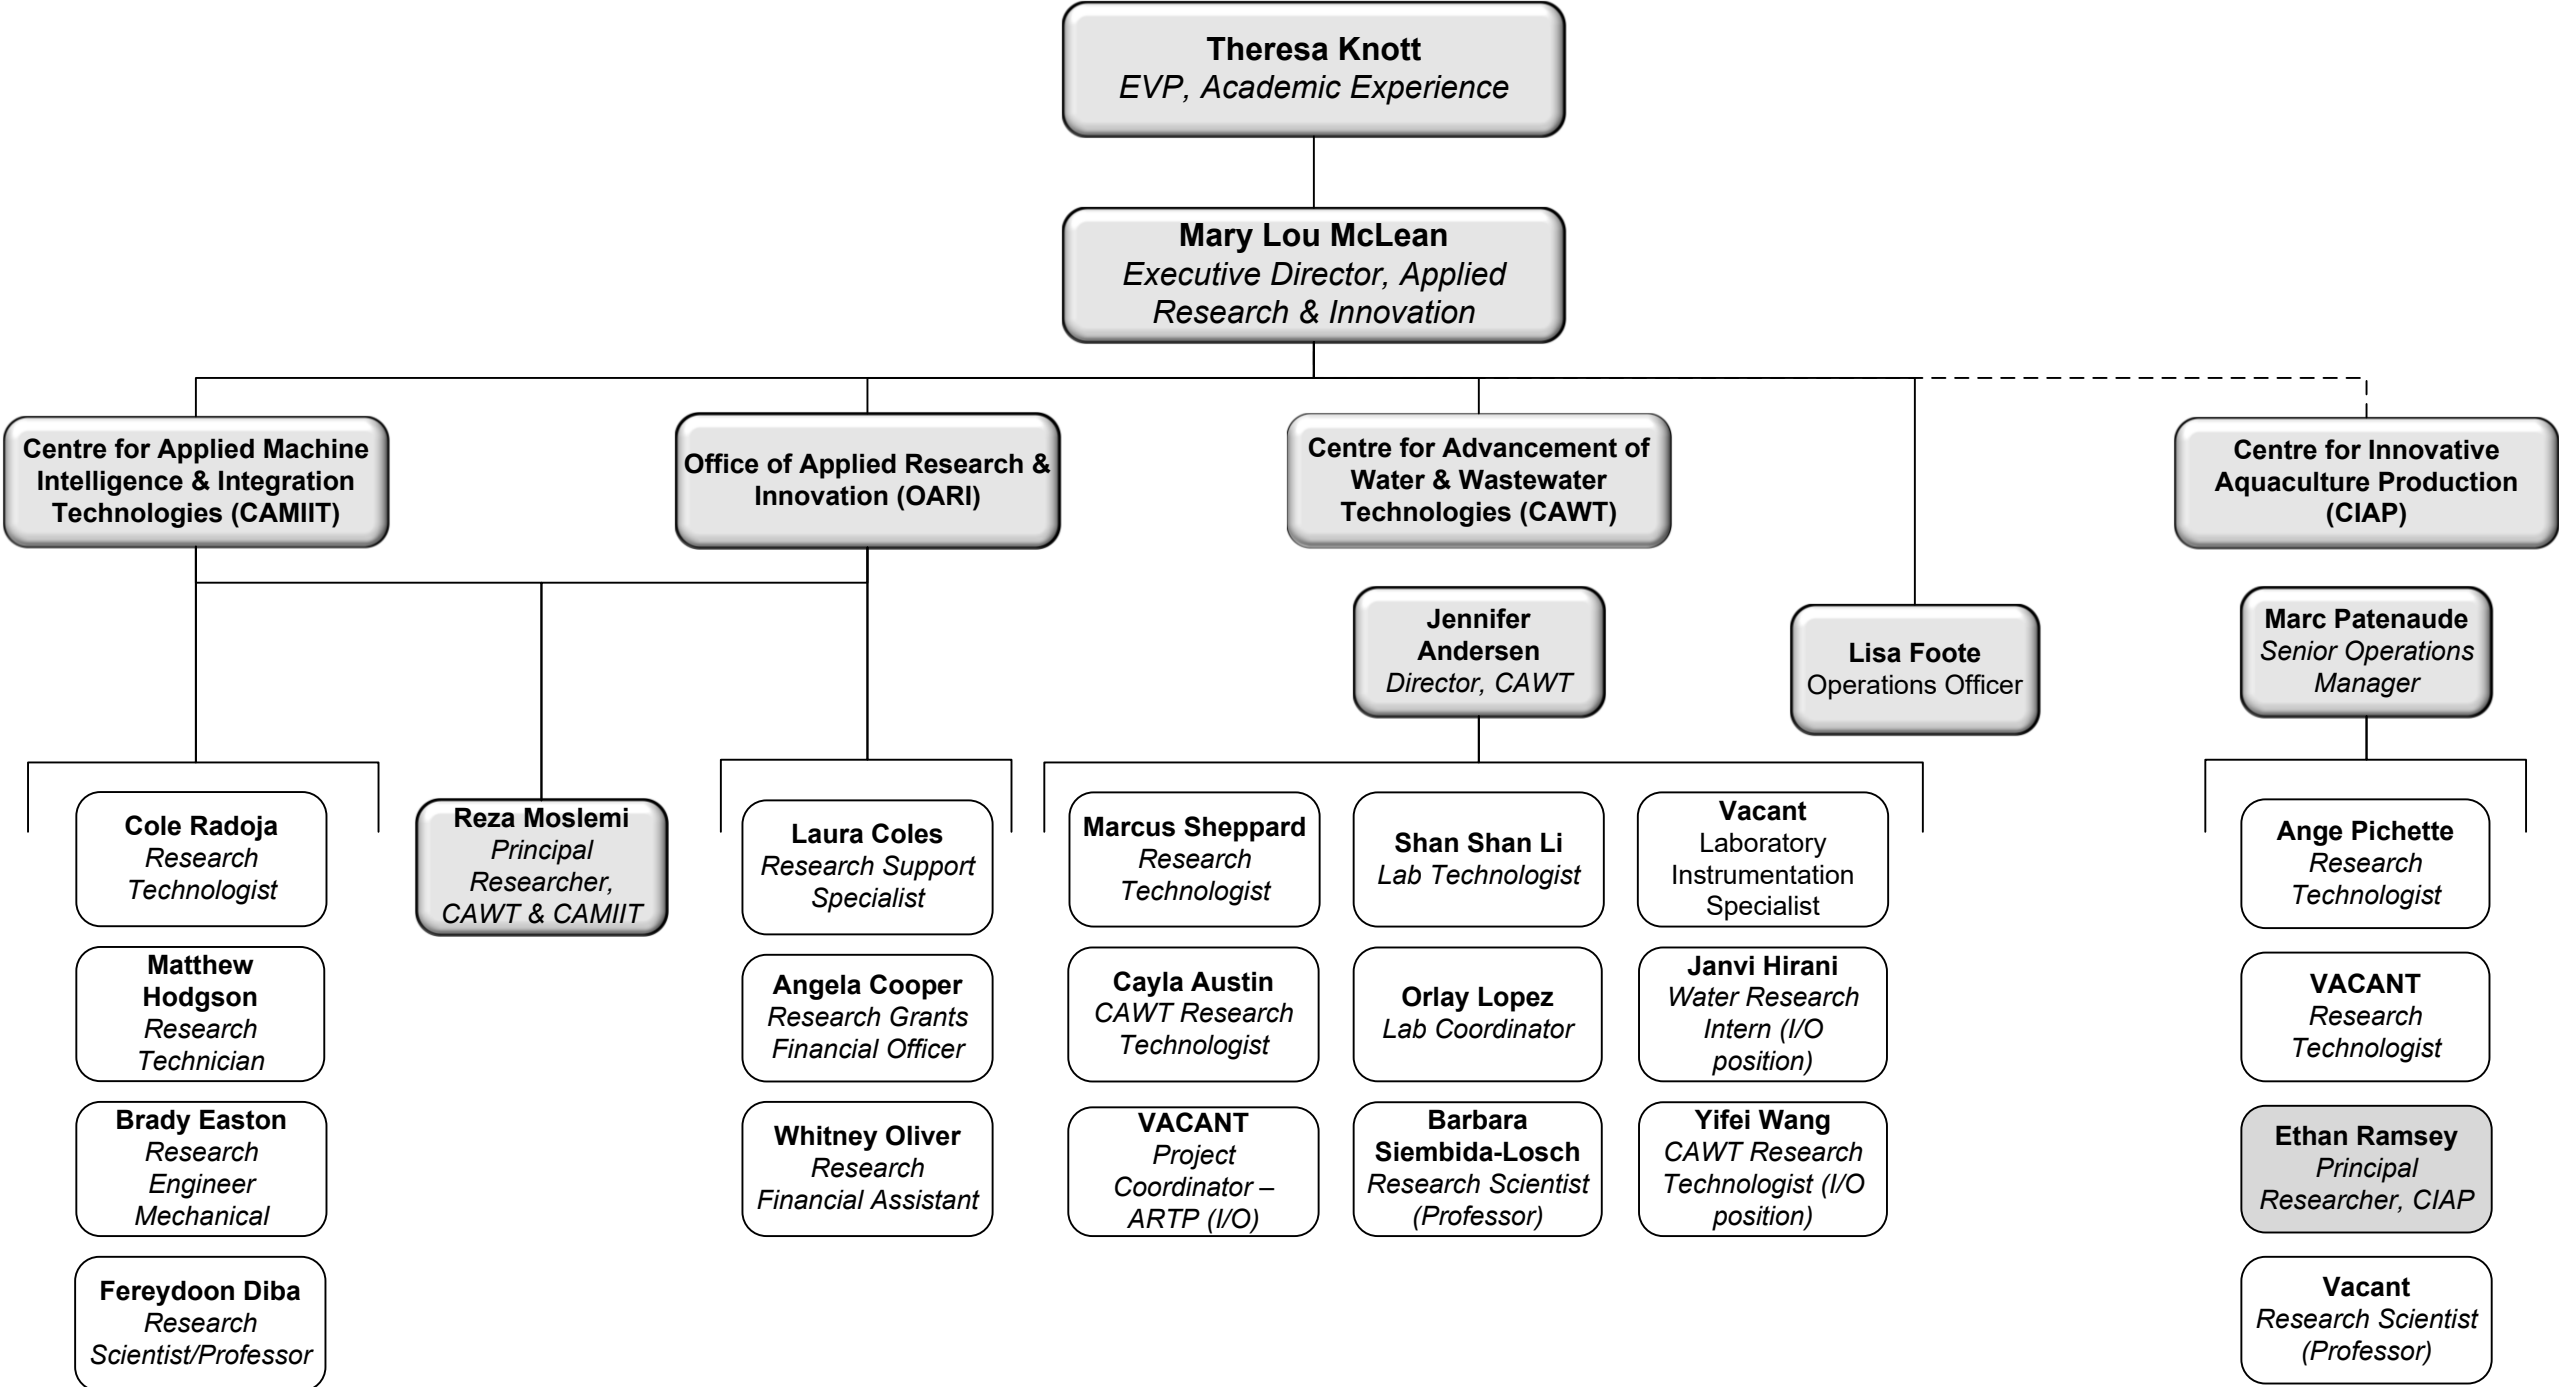 Theresa Knott
EVP, Academic Experience
Mary Lou McLean
Executive Director, Applied
Research & Innovation
Centre for Applied Machine
Intelligence & Integration
Technologies (CAMIIT)
Office of Applied Research &
Innovation (OARI)
Centre for Advancement of
Water & Wastewater
Technologies (CAWT)
Centre for Innovative
Aquaculture Production
(CIAP)
Jennifer
Andersen
Director, CAWT
Lisa Foote
Operations Officer
Marc Patenaude
Senior Operations
Manager
Cole Radoja
Research
Technologist
Matthew
Hodgson
Research
Technician
Brady Easton
Research
Engineer
Mechanical
Fereydoon Diba
Research
Scientist/Professor
Reza Moslemi
Principal
Researcher,
CAWT & CAMIIT
Laura Coles
Research Support
Specialist
Angela Cooper
Research Grants
Financial Officer
Whitney Oliver
Research
Financial Assistant
Marcus Sheppard
Research
Technologist
Cayla Austin
CAWT Research
Technologist
VACANT
Project
Coordinator –
ARTP (I/O)
Shan Shan Li
Lab Technologist
Orlay Lopez
Lab Coordinator
Barbara
Siembida-Losch
Research Scientist
(Professor)
Vacant
Laboratory
Instrumentation
Specialist
Janvi Hirani
Water Research
Intern (I/O
position)
Yifei Wang
CAWT Research
Technologist (I/O
position)
Ange Pichette
Research
Technologist
VACANT
Research
Technologist
Ethan Ramsey
Principal
Researcher, CIAP
Vacant
Research Scientist
(Professor)